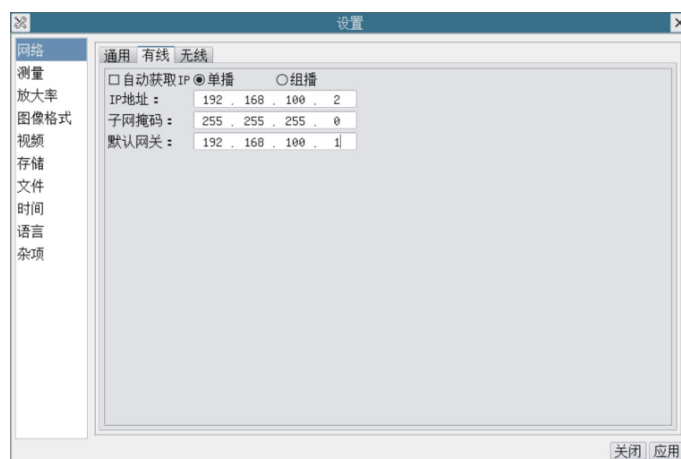 设置
网络
测量
放大率
图像格式
视频
存储
文件
时间
语言
杂项
通用 有线 无线
自动获取IP 单播 组播
IP地址： 192 . 168 . 100 . 2
子网掩码： 255 . 255 . 255 . 0
默认网关： 192 . 168 . 100 . 1
关闭 应用